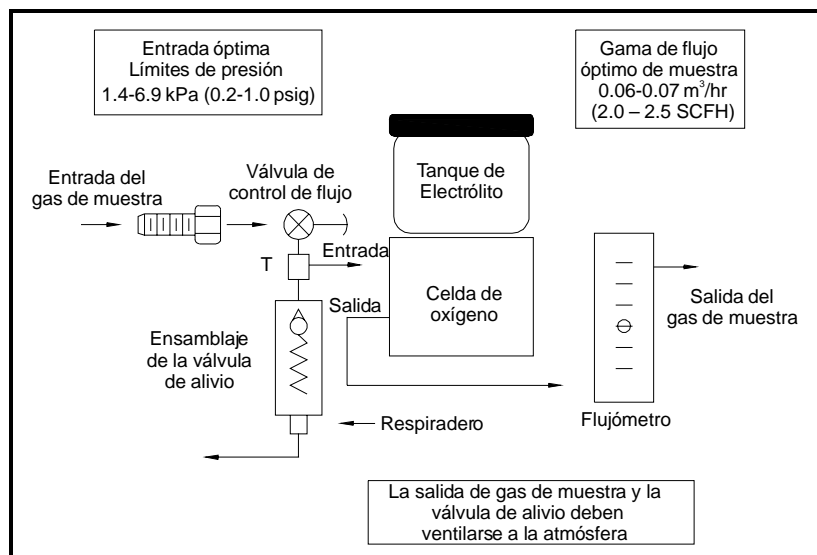 Entrada óptima
Límites de presión
1.4-6.9 kPa (0.2-1.0 psig)
Gama de flujo
óptimo de muestra
0.06-0.07 m³/hr
(2.0 – 2.5 SCFH)
Entrada del
gas de muestra
Válvula de
control de flujo
Tanque de
Electrólito
T
Entrada
Salida
Celda de
oxígeno
Salida del
gas de muestra
Ensamblaje
de la válvula
de alivio
Respiradero
Flujómetro
La salida de gas de muestra y la
válvula de alivio deben
ventilarse a la atmósfera